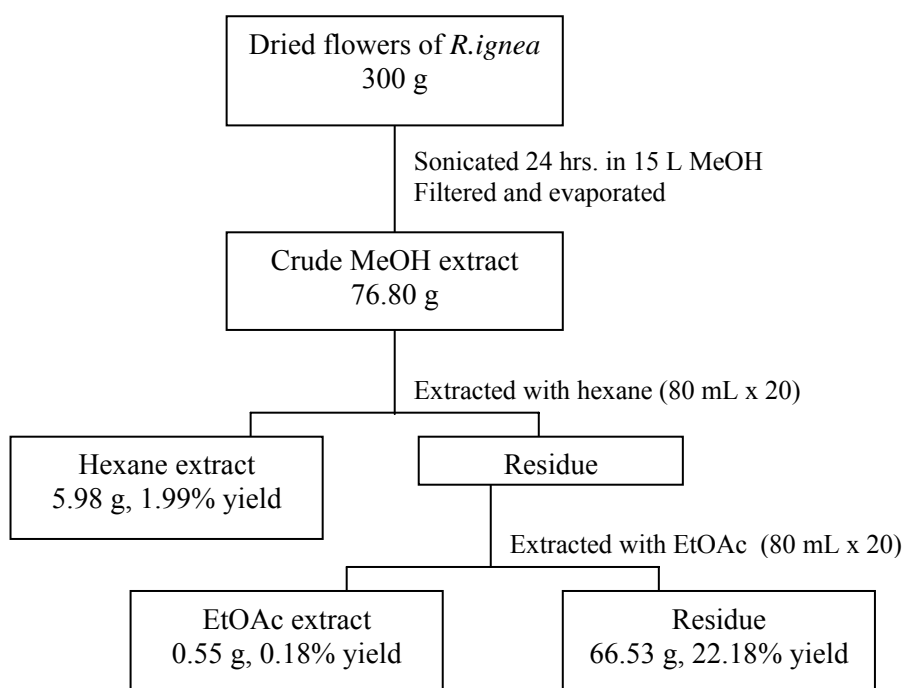 Dried flowers of R.ignea
300 g
Sonicated 24 hrs. in 15 L MeOH
Filtered and evaporated
Crude MeOH extract
76.80 g
Extracted with hexane (80 mL x 20)
Hexane extract
5.98 g, 1.99% yield
Residue
Extracted with EtOAc (80 mL x 20)
EtOAc extract
0.55 g, 0.18% yield
Residue
66.53 g, 22.18% yield